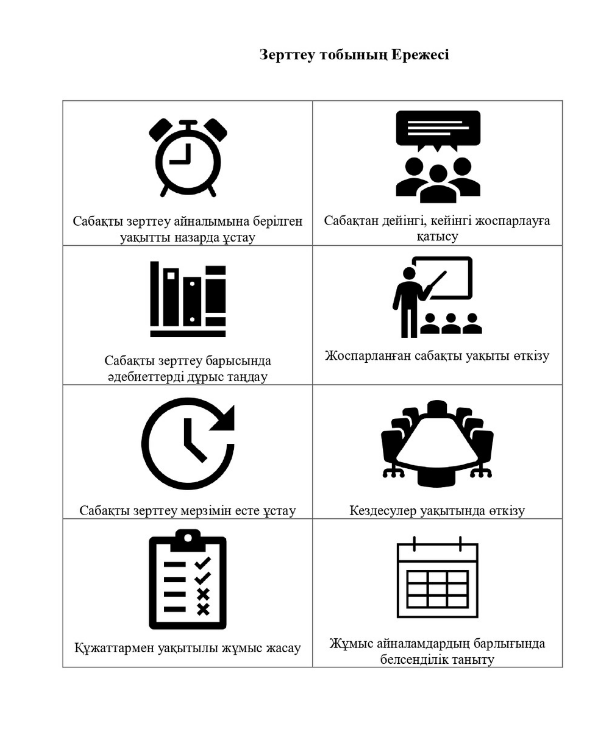 Зерттеу тобының Ережесі
Сабақты зерттеу айналымына берілген
уақытты назарда ұстау
Сабақтан дейінгі, кейінгі жоспарлауға
қатысу
Сабақты зерттеу барысында
әдебиеттерді дұрыс таңдау
Жоспарланған сабақты уақыты өткізу
Сабақты зерттеу мерзімін есте ұстау
Кездесулер уақытында өткізу
Құжаттармен уақытылы жұмыс жасау
Жұмыс айналамдардың барлығында
белсенділік таныту